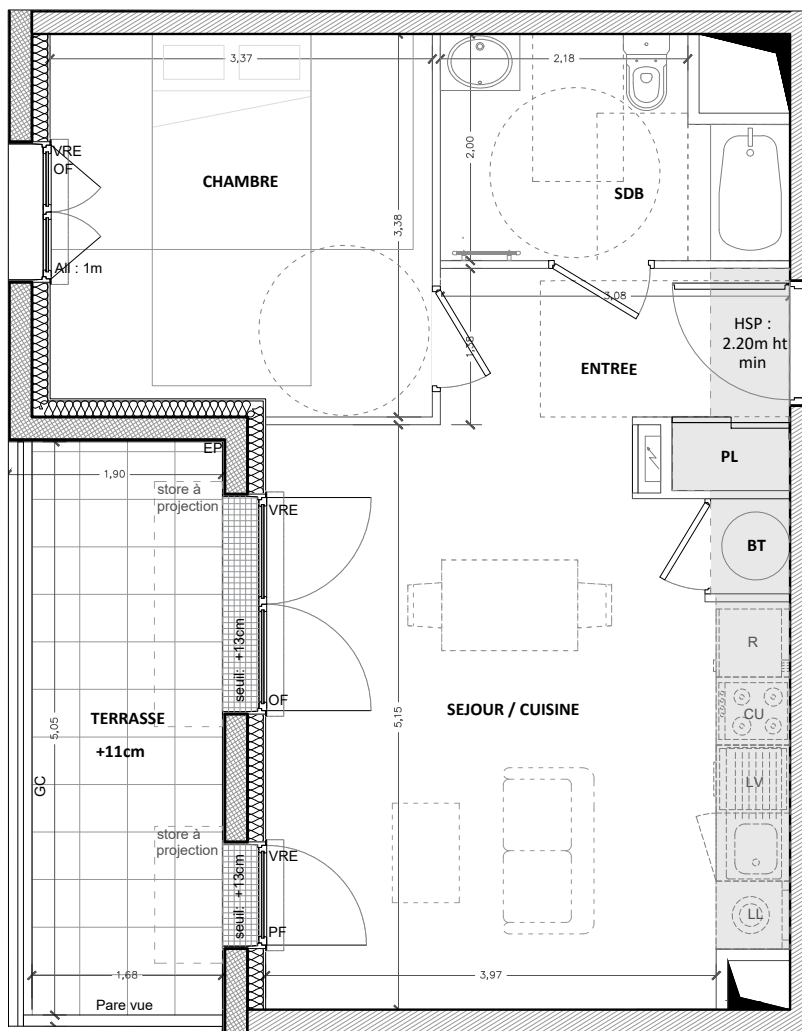 3,37
2,18
VRE
OF
CHAMBRE
2,00
SDB
3,38
All : 1m
3,08
HSP :
2.20m ht
min
1,38
ENTREE
EP
PL
1,90
store à
projection
VRE
BT
R
seuil: +13cm
OF
SEJOUR / CUISINE
5,15
CU
TERRASSE
+11cm
5,05
GC
LV
store à
projection
VRE
seuil: +13cm
PF
LL
1,68
3,97
Pare vue